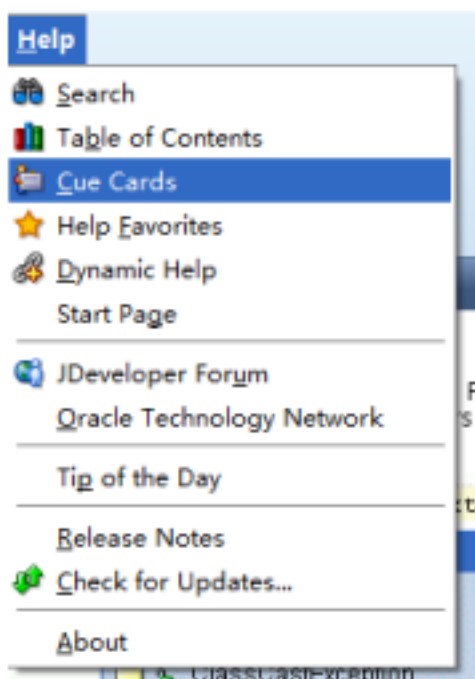 Help
Search
Table of Contents
Cue Cards
Help Favorites
Dynamic Help
Start Page
JDeveloper Forum
Oracle Technology Network
Tip of the Day
Release Notes
Check for Updates...
About
ClassCastException